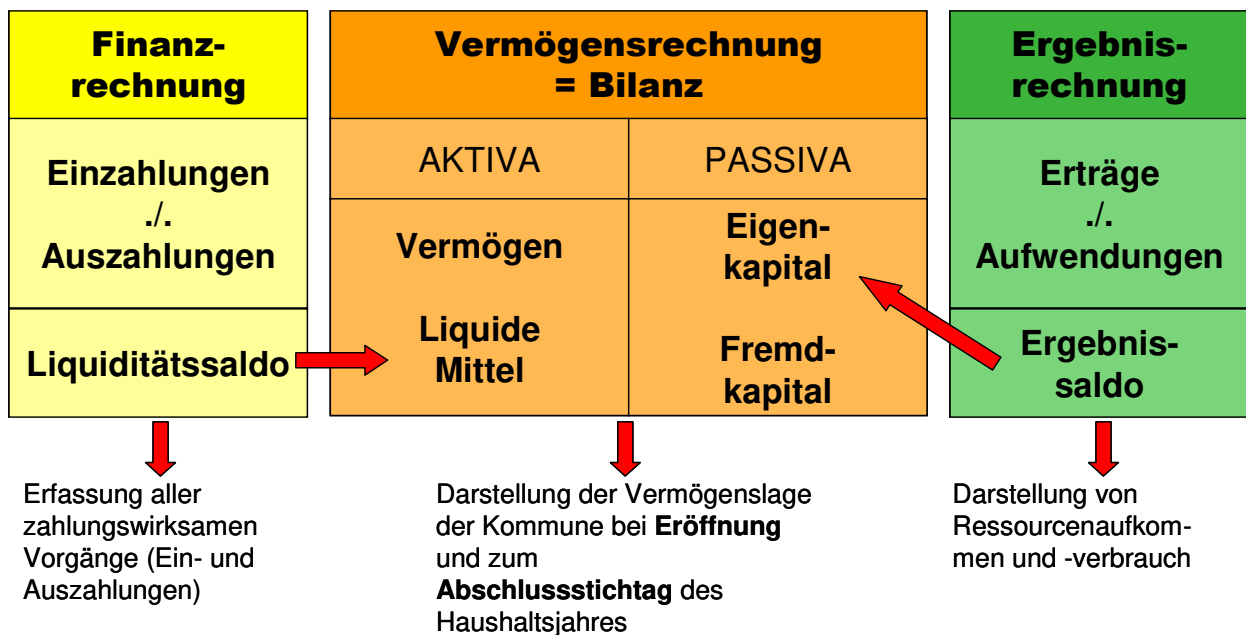 Finanz-
rechnung
Einzahlungen
./.
Auszahlungen
Liquiditätssaldo
Vermögensrechnung
= Bilanz
AKTIVA
PASSIVA
Vermögen
Eigen-
kapital
Liquide
Mittel
Fremd-
kapital
Ergebnis-
rechnung
Erträge
./.
Aufwendungen
Ergebnis-
saldo
Erfassung aller
zahlungswirksamen
Vorgänge (Ein- und
Auszahlungen)
Darstellung der Vermögenslage
der Kommune bei Eröffnung
und zum
Abschlussstichtag des
Haushaltsjahres
Darstellung von
Ressourcenaufkom-
men und -verbrauch